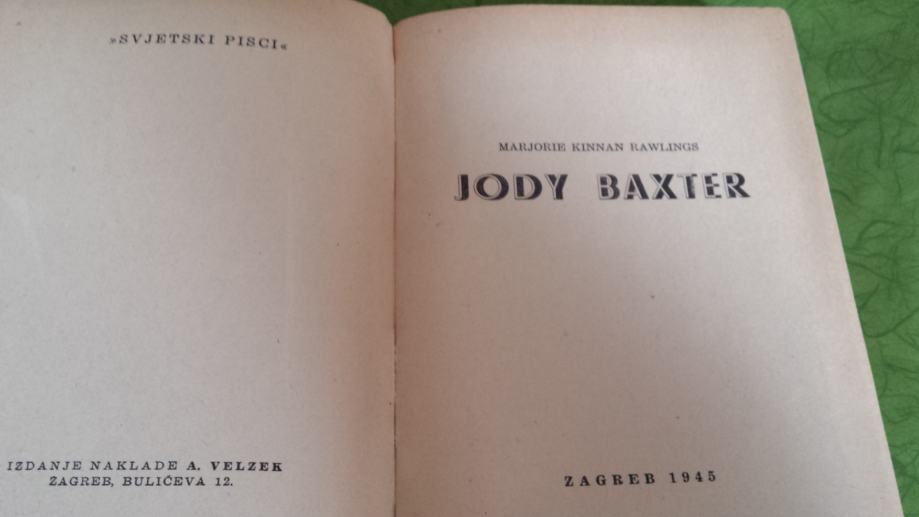 »SVJETSKI PISCI«
IZDANJE NAKLADE A. VELZEK
ZAGREB, BULIĆEVA 12.
MARJORIE KINNAN RAWLINGS
JODY BAXTER
ZAGREB 1945